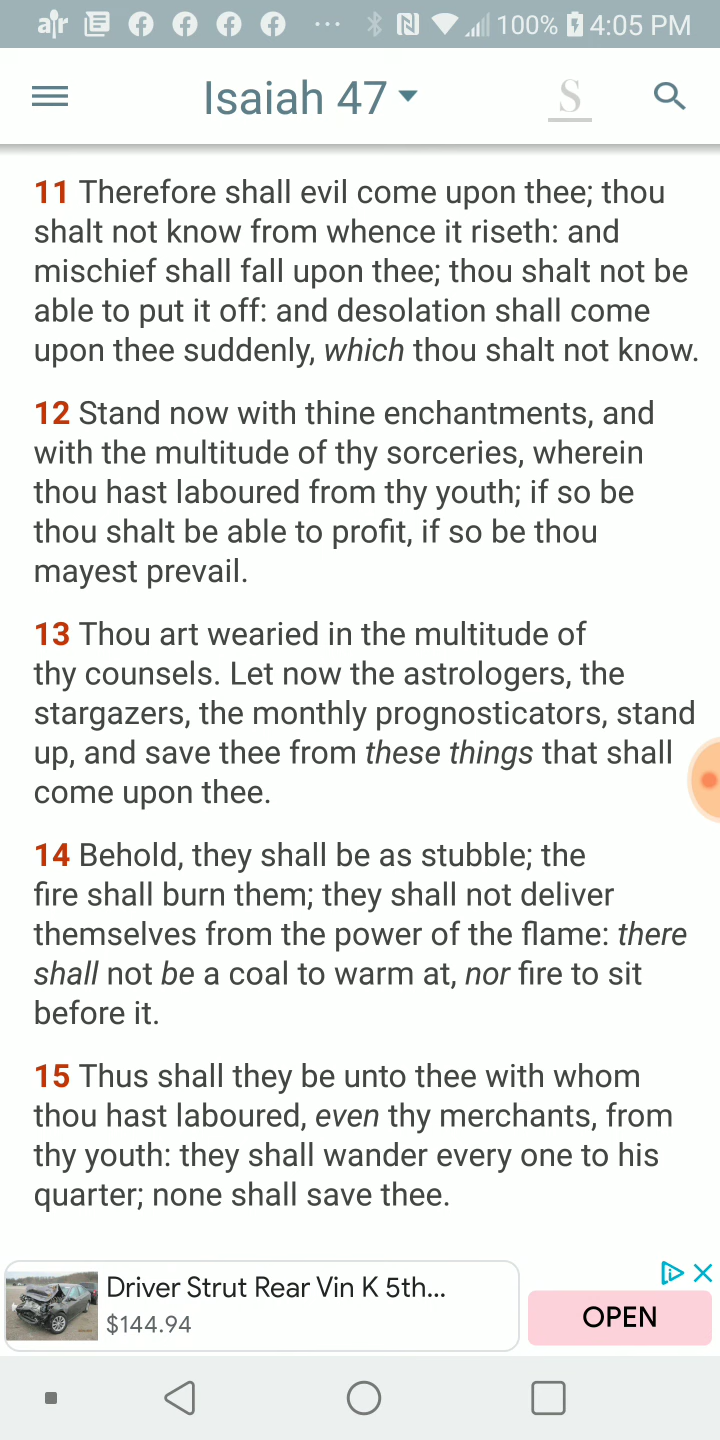 afr 100% 4:05 PM
Isaiah 47 S
11 Therefore shall evil come upon thee; thou
shalt not know from whence it riseth: and
mischief shall fall upon thee; thou shalt not be
able to put it off: and desolation shall come
upon thee suddenly, which thou shalt not know.
12 Stand now with thine enchantments, and
with the multitude of thy sorceries, wherein
thou hast laboured from thy youth; if so be
thou shalt be able to profit, if so be thou
mayest prevail.
13 Thou art wearied in the multitude of
thy counsels. Let now the astrologers, the
stargazers, the monthly prognosticators, stand
up, and save thee from these things that shall
come upon thee.
14 Behold, they shall be as stubble; the
fire shall burn them; they shall not deliver
themselves from the power of the flame: there
shall not be a coal to warm at, nor fire to sit
before it.
15 Thus shall they be unto thee with whom
thou hast laboured, even thy merchants, from
thy youth: they shall wander every one to his
quarter; none shall save thee.
Driver Strut Rear Vin K 5th...
$144.94
OPEN